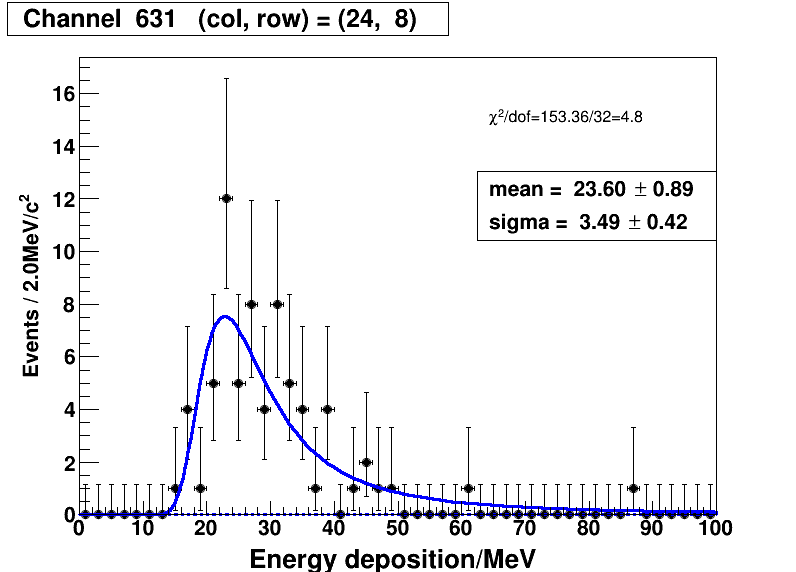 Channel 631 (col, row) = (24, 8)
χ²/dof=153.36/32=4.8
mean = 23.60 ± 0.89
sigma = 3.49 ± 0.42
Events / 2.0MeV/c²
16
14
12
10
8
6
4
2
0
0 10 20 30 40 50 60 70 80 90 100
Energy deposition/MeV